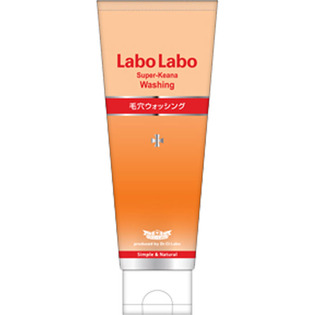 Labo Labo
Super-Keana
Washing
毛穴ウォッシング
produced by Dr.Ci:Labo
Simple & Natural